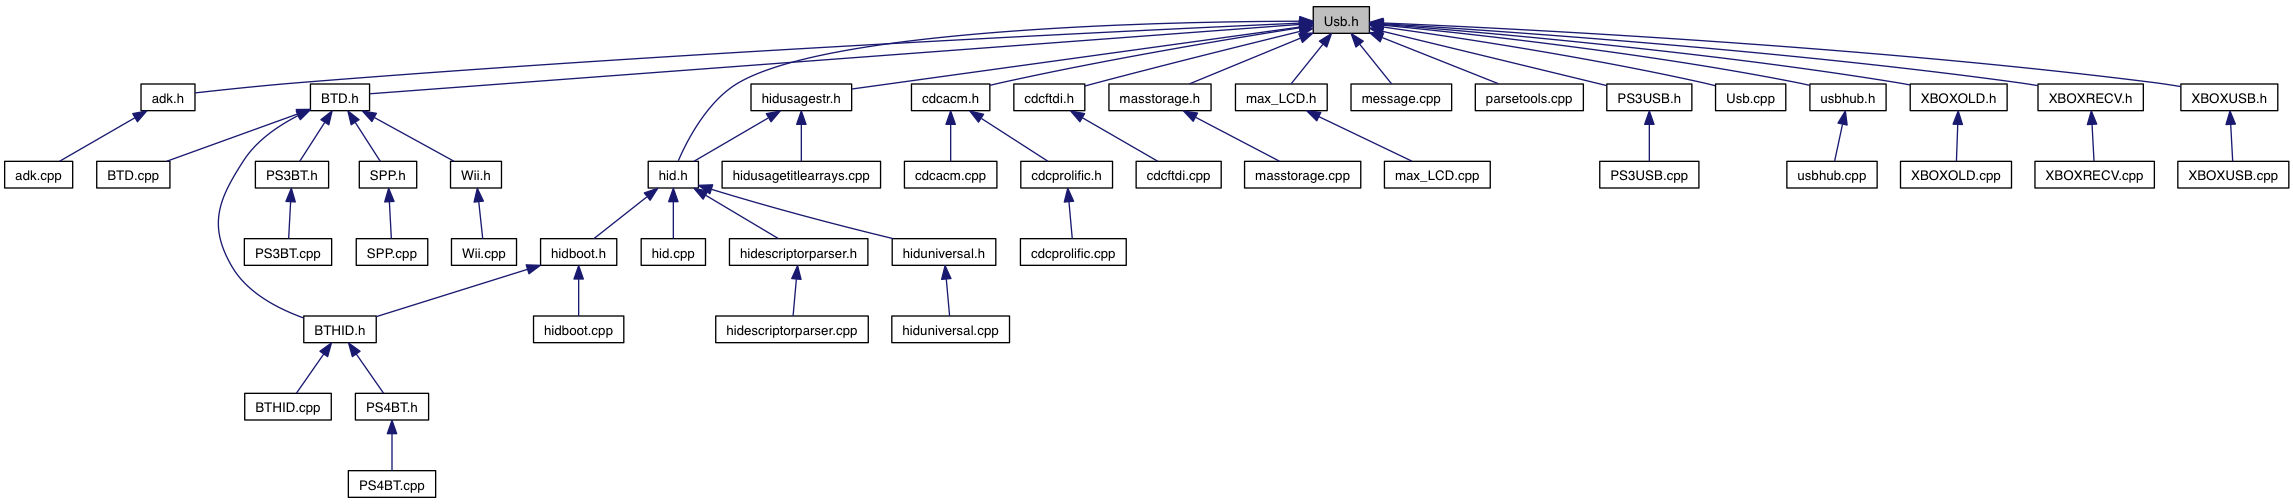 Usb.h
adk.h
BTD.h
hidusagestr.h
cdcacm.h
cdcftdi.h
masstorage.h
max_LCD.h
message.cpp
parsetools.cpp
PS3USB.h
Usb.cpp
usbhub.h
XBOXOLD.h
XBOXRECV.h
XBOXUSB.h
adk.cpp
BTD.cpp
PS3BT.h
SPP.h
Wii.h
hid.h
hidusagetitlearrays.cpp
cdcacm.cpp
cdcprolific.h
cdcftdi.cpp
masstorage.cpp
max_LCD.cpp
PS3USB.cpp
usbhub.cpp
XBOXOLD.cpp
XBOXRECV.cpp
XBOXUSB.cpp
PS3BT.cpp
SPP.cpp
Wii.cpp
hidboot.h
hid.cpp
hidescriptorparser.h
hiduniversal.h
cdcprolific.cpp
BTHID.h
hidboot.cpp
hidescriptorparser.cpp
hiduniversal.cpp
BTHID.cpp
PS4BT.h
PS4BT.cpp